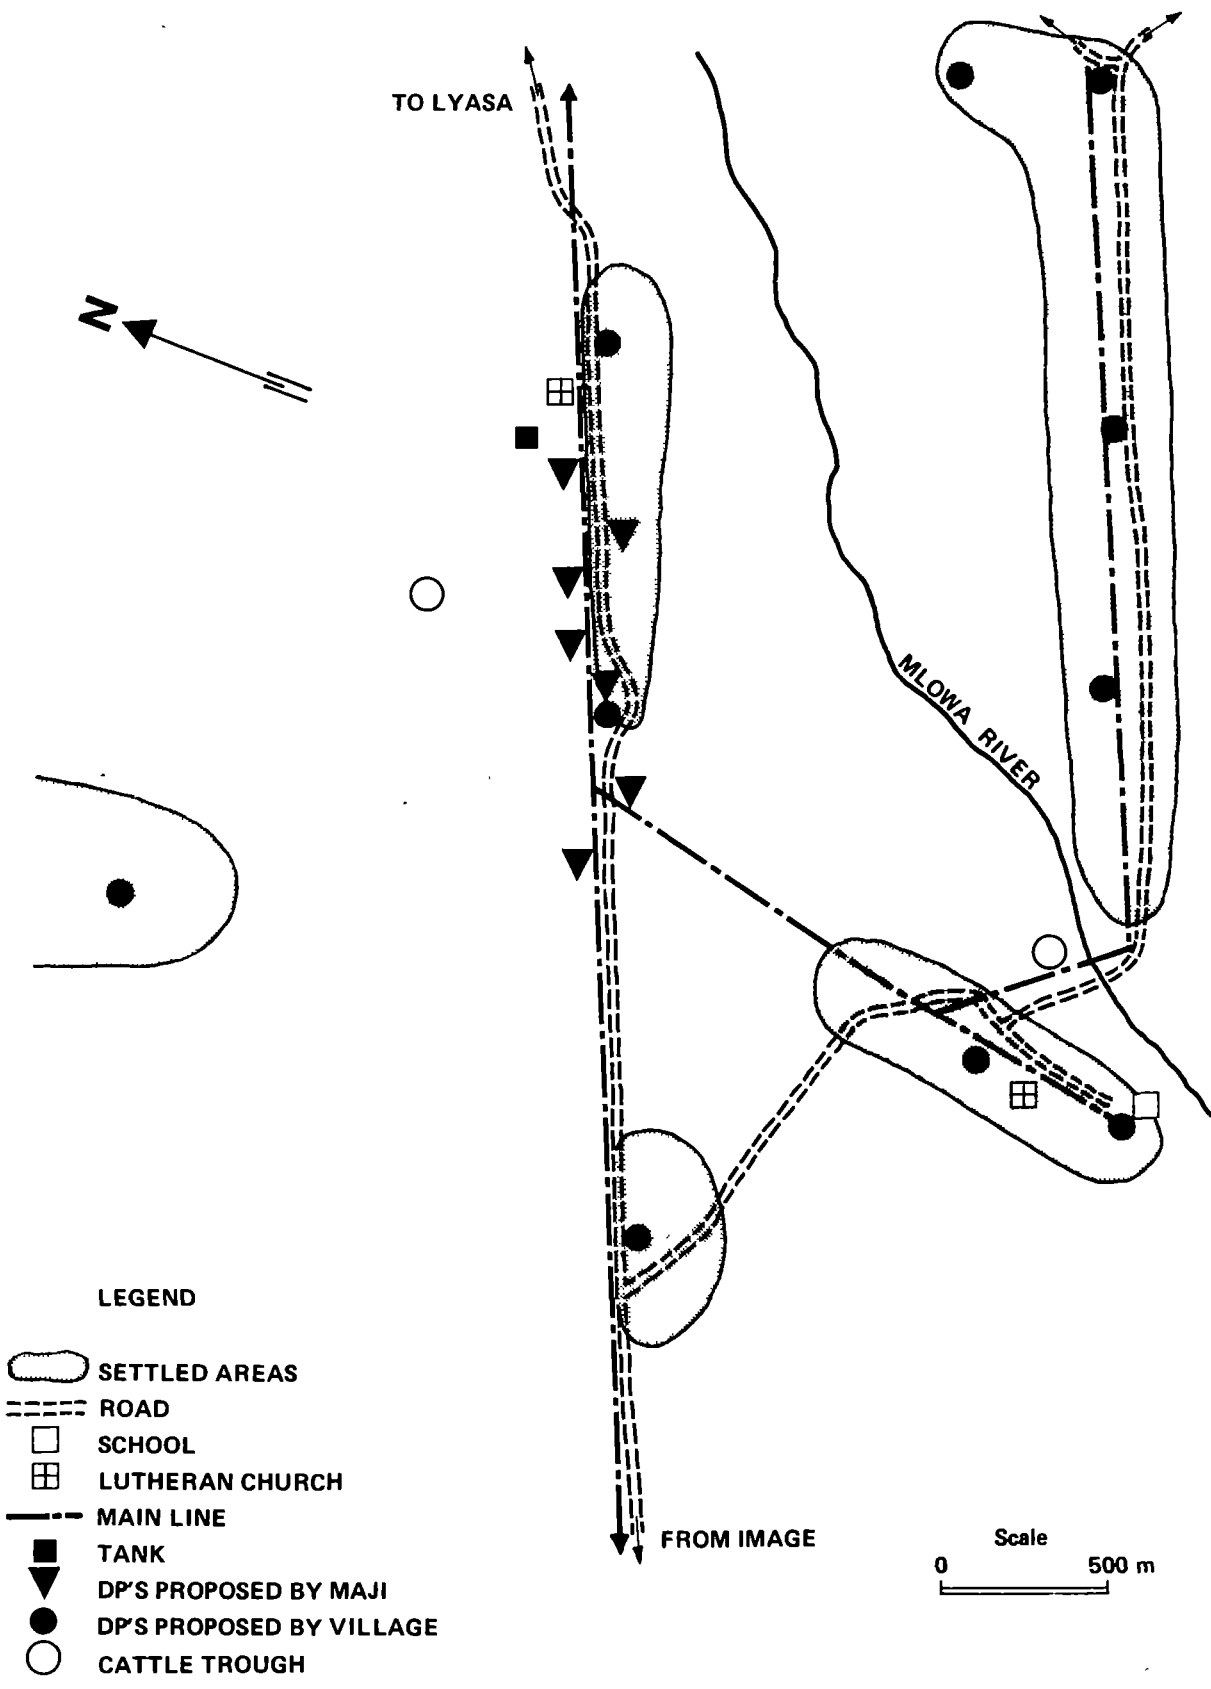 TO LYASA
N
MLOWA RIVER
LEGEND
SETTLED AREAS
ROAD
SCHOOL
LUTHERAN CHURCH
MAIN LINE
TANK
DP'S PROPOSED BY MAJI
DP'S PROPOSED BY VILLAGE
CATTLE TROUGH
FROM IMAGE
Scale
0 500 m